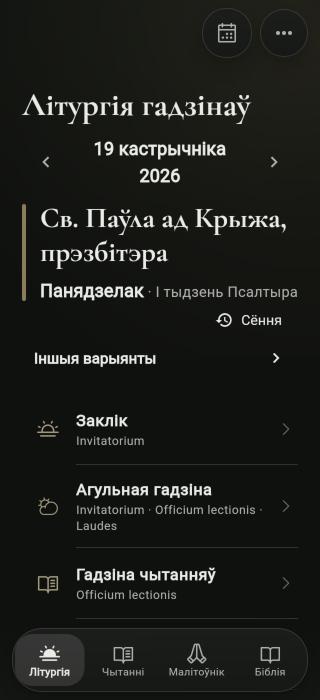 Літургія гадзінаў
19 кастрычніка
2026
Св. Паўла ад Крыжа,
прэзбітэра
Панядзелак · I тыдзень Псалтыра
Сёння
Іншыя варыянты
Заклік
Invitatorium
Агульная гадзіна
Invitatorium · Officium lectionis ·
Laudes
Гадзіна чытанняў
Officium lectionis
Літургія
Чытанні
Малітоўнік
Біблія